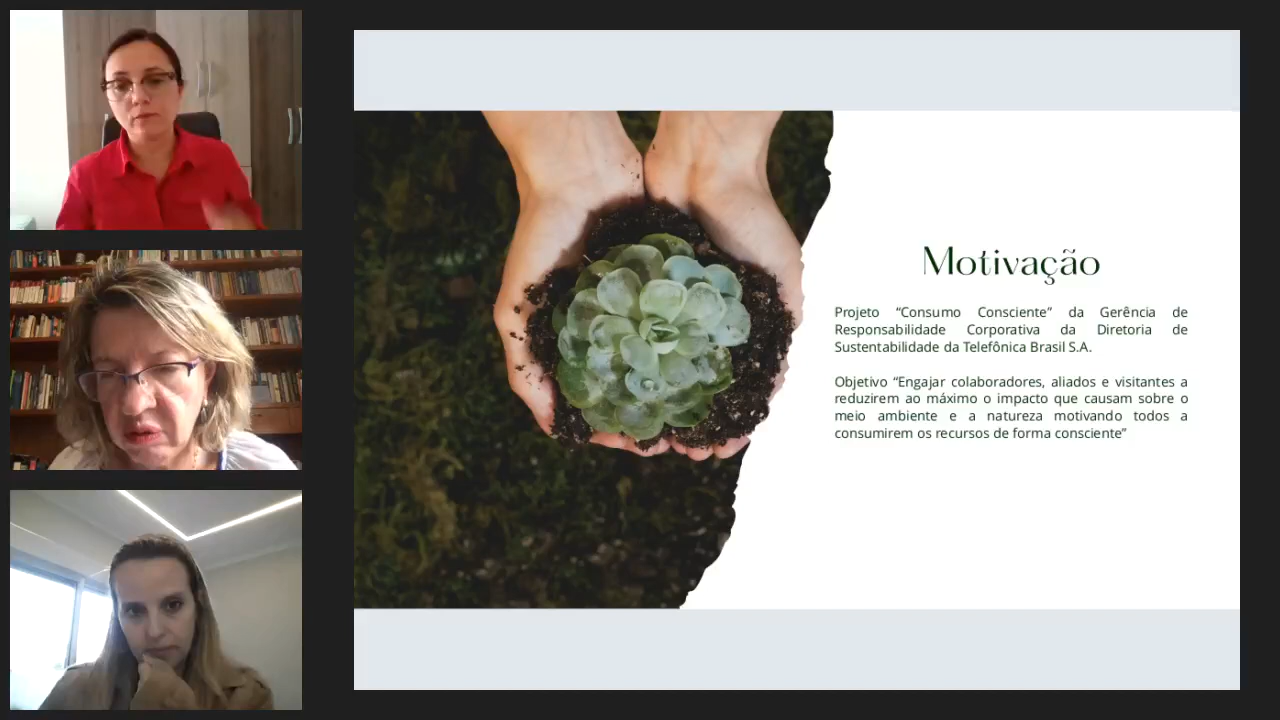 Motivação
Projeto “Consumo Consciente” da Gerência de
Responsabilidade Corporativa da Diretoria de
Sustentabilidade da Telefônica Brasil S.A.
Objetivo “Engajar colaboradores, aliados e visitantes a
reduzirem ao máximo o impacto que causam sobre o
meio ambiente e a natureza motivando todos a
consumirem os recursos de forma consciente”